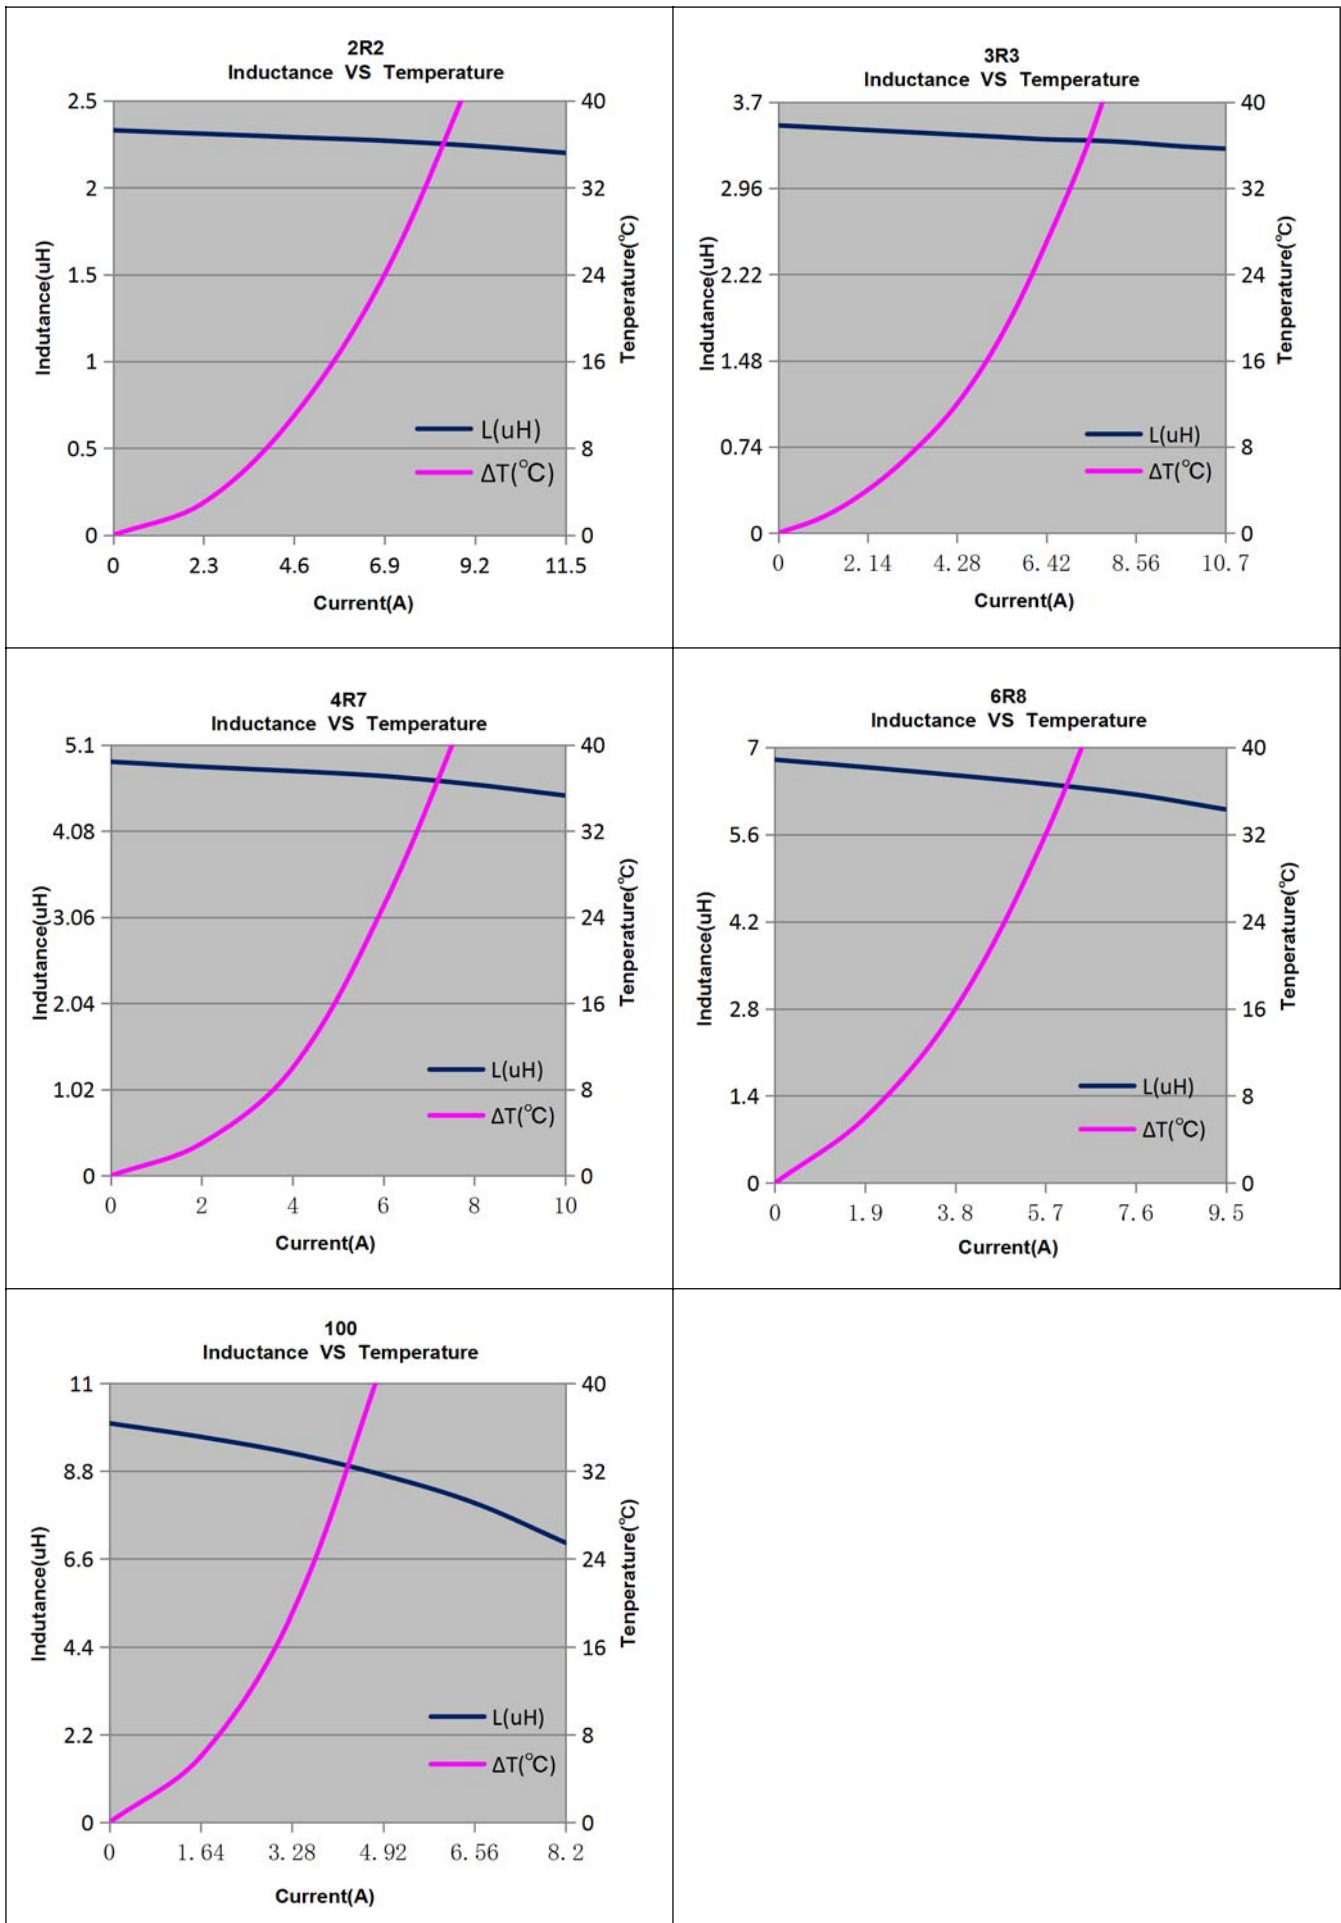 2R2
Inductance VS Temperature
2.5
2
1.5
1
0.5
0
40
32
24
16
8
0
Indutance(uH)
Tenperature(℃)
L(uH)
ΔT(℃)
0 2.3 4.6 6.9 9.2 11.5
Current(A)
3R3
Inductance VS Temperature
3.7
2.96
2.22
1.48
0.74
0
40
32
24
16
8
0
Indutance(uH)
Tenperature(℃)
L(uH)
ΔT(℃)
0 2.14 4.28 6.42 8.56 10.7
Current(A)
4R7
Inductance VS Temperature
5.1
4.08
3.06
2.04
1.02
0
40
32
24
16
8
0
Indutance(uH)
Tenperature(℃)
L(uH)
ΔT(℃)
0 2 4 6 8 10
Current(A)
6R8
Inductance VS Temperature
7
5.6
4.2
2.8
1.4
0
40
32
24
16
8
0
Indutance(uH)
Tenperature(℃)
L(uH)
ΔT(℃)
0 1.9 3.8 5.7 7.6 9.5
Current(A)
100
Inductance VS Temperature
11
8.8
6.6
4.4
2.2
0
40
32
24
16
8
0
Indutance(uH)
Tenperature(℃)
L(uH)
ΔT(℃)
0 1.64 3.28 4.92 6.56 8.2
Current(A)